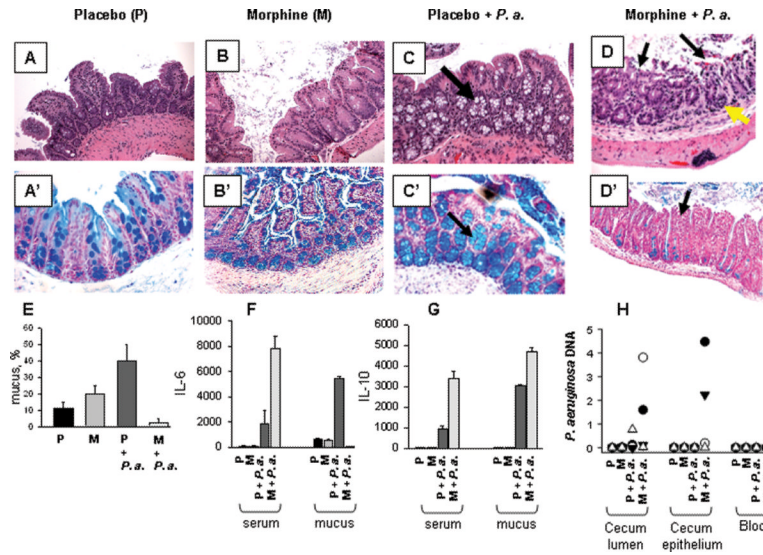 Placebo (P) Morphine (M) Placebo + P. a. Morphine + P. a.
A B C D
A' B' C' D'
E F G H
mucus, %
50
40
30
20
10
0
P M P + P.a. M + P.a.
IL-6
10000
8000
6000
4000
2000
0
P M P + P.a. M + P.a. P M P + P.a. M + P.a.
serum mucus
IL-10
6000
5000
4000
3000
2000
1000
0
P M P + P.a. M + P.a. P M P + P.a. M + P.a.
serum mucus
P. aeruginosa DNA
5
4
3
2
1
0
P M P + P.a. M + P.a. P M P + P.a. M + P.a. P M P + P.a.
Cecum lumen
Cecum epithelium
Bloo